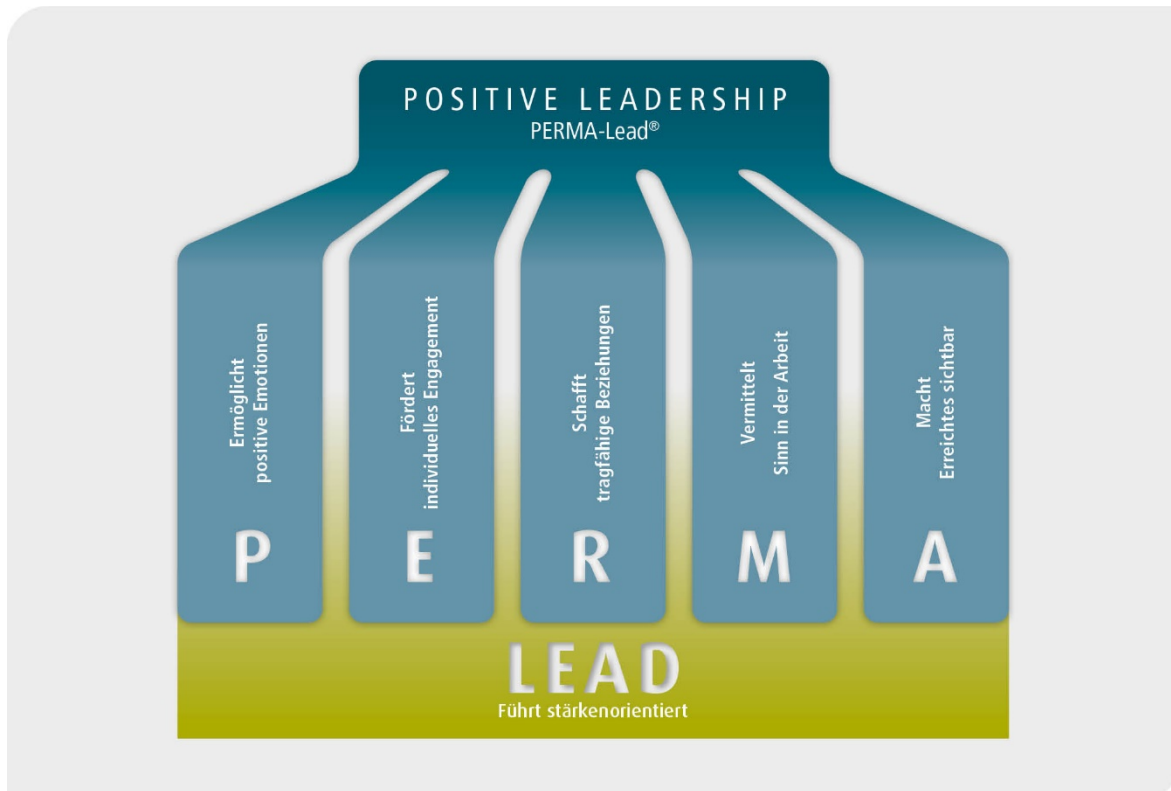 POSITIVE LEADERSHIP
PERMA-Lead®
Ermöglicht
positive Emotionen
P
Fördert
individuelles Engagement
E
Schafft
tragfähige Beziehungen
R
Vermittelt
Sinn in der Arbeit
M
Macht
Erreichtes sichtbar
A
LEAD
Führt stärkenorientiert